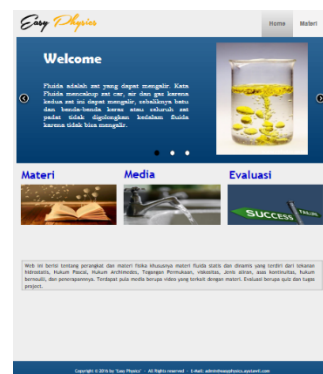 Easy Physics
Home Materi
Welcome
Fluida adalah zat yang dapat mengalir. Kata
Fluida mencakup zat car, air dan gas karena
kedua zat ini dapat mengalir, sebaliknya batu
dan benda-benda keras atau seluruh zat
padat tidak digolongkan kedalam fluida
karena tidak bisa mengalir.
Materi Media Evaluasi
SUCCESS
Web ini berisi tentang perangkat dan materi fisika khususnya materi fluida statis dan dinamis yang terdiri dari tekanan
hidrostatis, Hukum Pascal, Hukum Archimedes, Tegangan Permukaan, viskositas, jenis aliran, asas kontinuitas, hukum
bernoulli, dan penerapannya. Terdapat pula media berupa video yang terkait dengan materi. Evaluasi berupa quiz dan tugas
project.
Copyright © 2016 by "Easy Physics" - All Rights reserved - E-Mail: